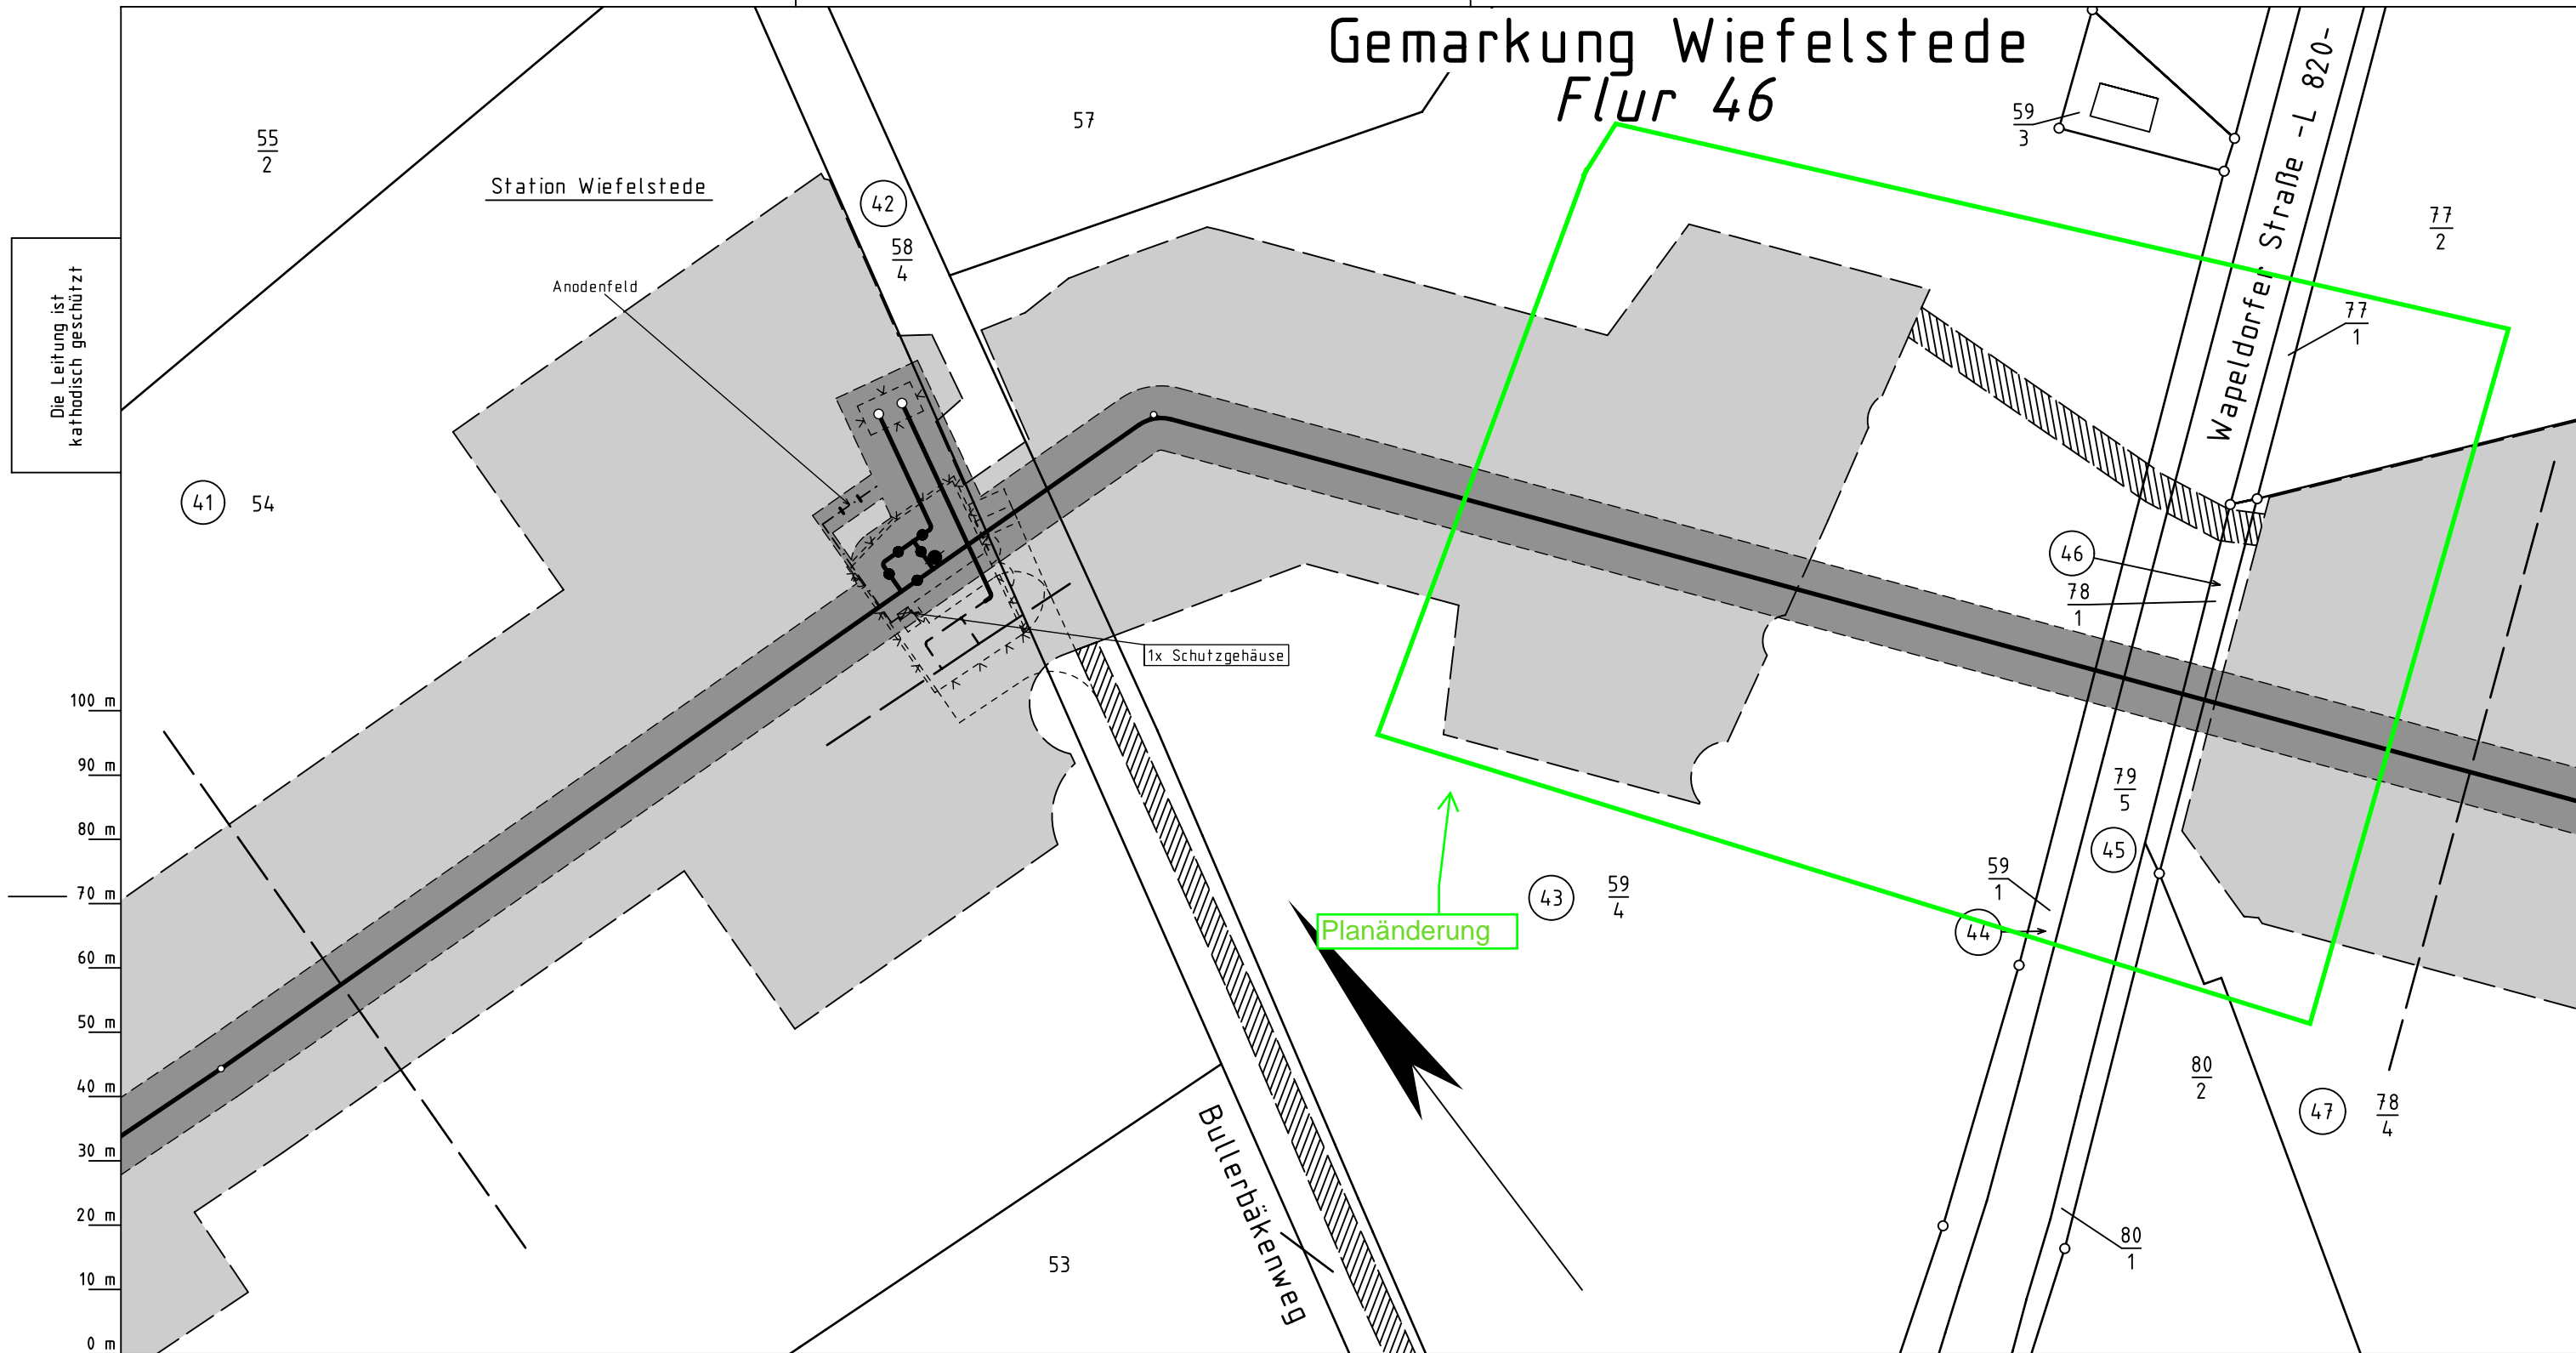 Gemarkung Wiefelstede
Flur 46
55
2
Station Wiefelstede
57
42
58
4
59
3
Wapeldorfer Straße -L 820-
77
2
77
1
Die Leitung ist
kathodisch geschützt
Anodenfeld
41
54
46
78
1
1x Schutzgehäuse
100 m
90 m
80 m
70 m
60 m
50 m
40 m
30 m
20 m
10 m
0 m
79
5
45
59
1
44
43
59
4
Planänderung
80
2
47
78
4
Bullerbäkenweg
53
80
1